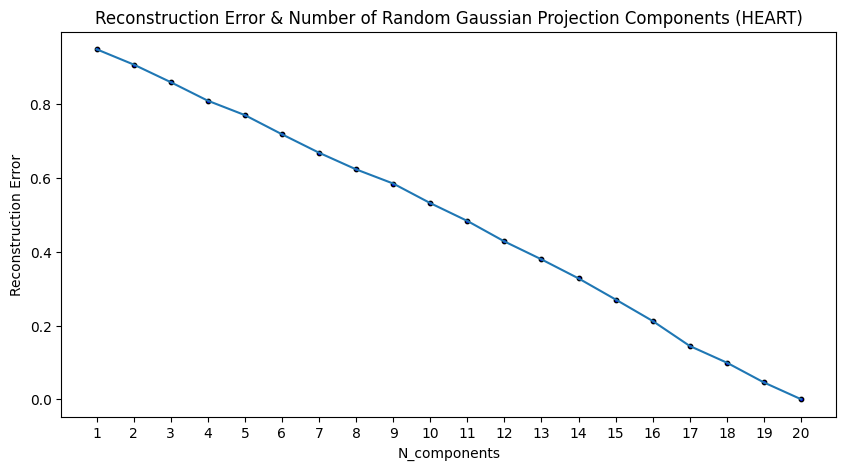 Reconstruction Error & Number of Random Gaussian Projection Components (HEART)
Reconstruction Error
0.8
0.6
0.4
0.2
0.0
1 2 3 4 5 6 7 8 9 10 11 12 13 14 15 16 17 18 19 20
N_components